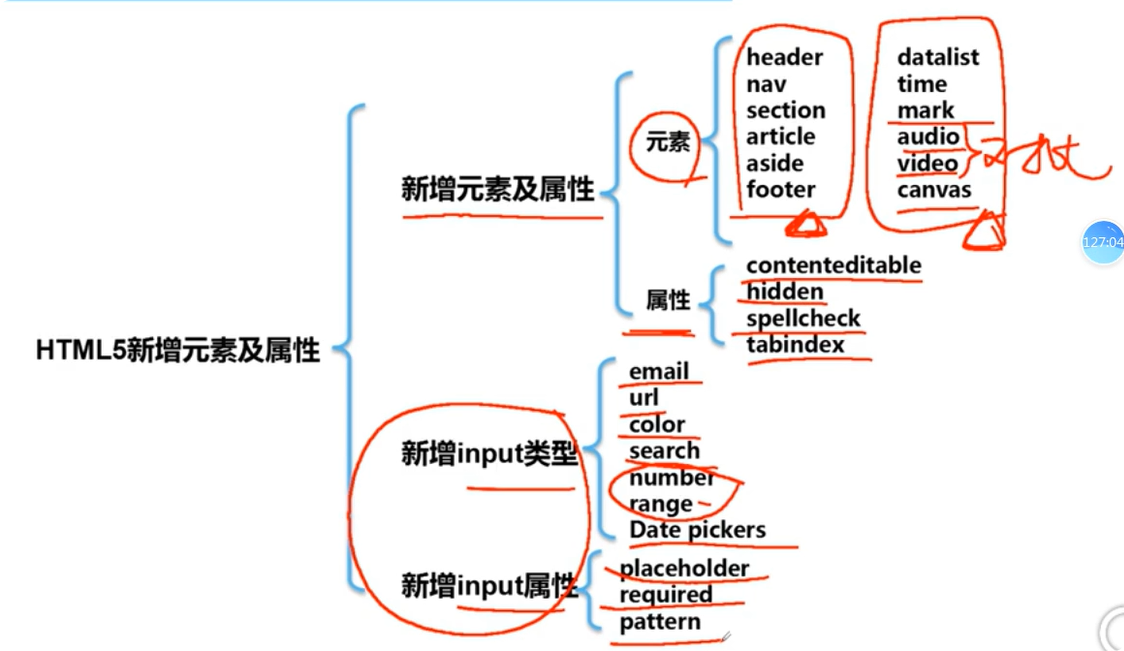 HTML5新增元素及属性
新增元素及属性
元素
header
nav
section
article
aside
footer
datalist
time
mark
audio
video
canvas
属性
contenteditable
hidden
spellcheck
tabindex
新增input类型
email
url
color
search
number
range
Date pickers
新增input属性
placeholder
required
pattern
127:04